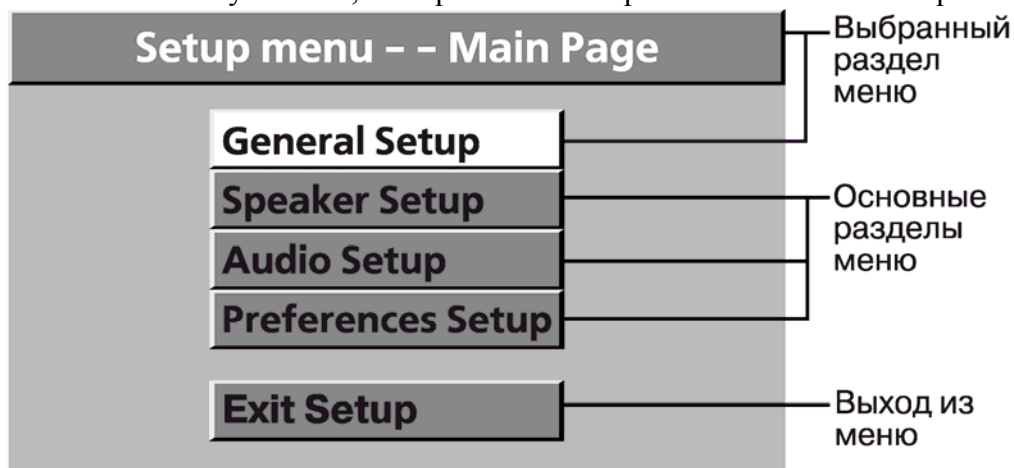 Setup menu – – Main Page
Выбранный
раздел
меню
General Setup
Speaker Setup
Audio Setup
Preferences Setup
Основные
разделы
меню
Exit Setup
Выход из
меню